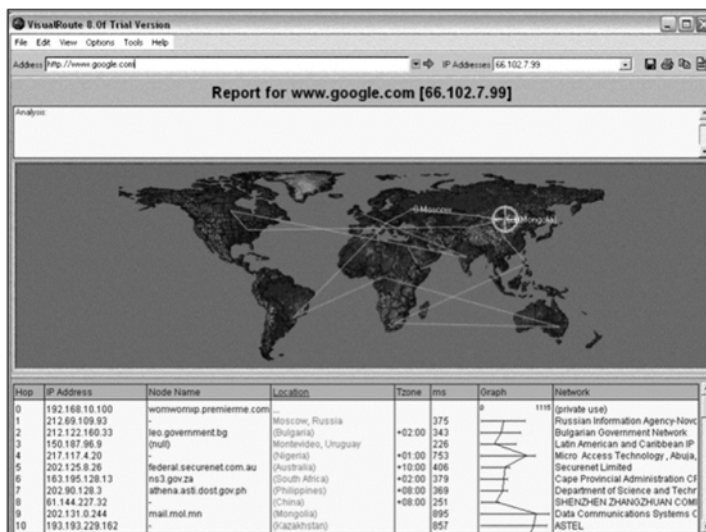 VisualRoute 8.0f Trial Version
File Edit View Options Tools Help
Address http://www.google.com IP Addresses 66.102.7.99
Report for www.google.com [66.102.7.99]
Analysis:
0 Moscow
Mongolia)
Hop IP Address Node Name Location Tzone ms Graph Network
0 192.168.10.100 womwomxp.premierme.com ... 0 1115 (private use)
1 212.69.109.93 - Moscow, Russia 375 Russian Information Agency-Novo
2 212.122.160.33 leo.government.bg (Bulgaria) +02:00 343 Bulgarian Government Network
3 150.187.96.9 (null) Montevideo, Uruguay 226 Latin American and Caribbean IP
4 217.117.4.20 - (Nigeria) +01:00 753 Micro Access Technology, Abuja,
5 202.125.8.26 federal.securenet.com.au (Australia) +10:00 406 Securenet Limited
6 163.195.128.13 ns3.gov.za (South Africa) +02:00 379 Cape Provincial Administration CF
7 202.90.128.3 athena.asti.dost.gov.ph (Philippines) +08:00 369 Department of Science and Techr
8 61.144.227.32 - (China) +08:00 251 SHENZHEN ZHANGZHUAN COMI
9 202.131.0.244 mail.mol.mn (Mongolia) 895 Data Communications Systems C
10 193.193.229.162 - (Kazakhstan) 857 ASTEL